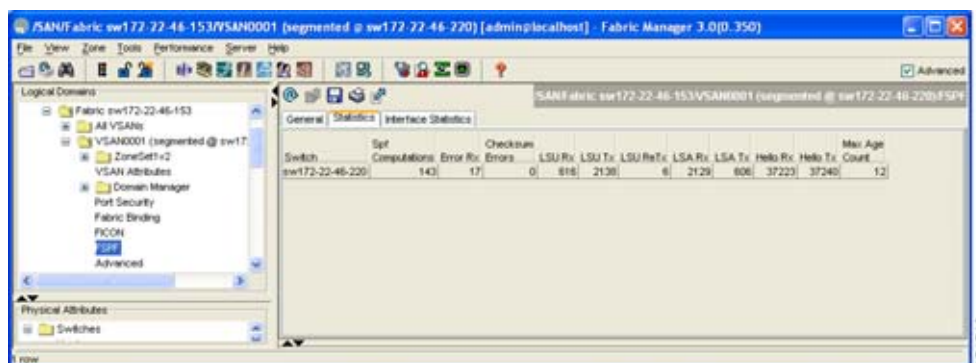 /SAN/Fabric sw172-22-46-153/VSAN0001 (segmented @ sw172-22-46-220) [admin@localhost] - Fabric Manager 3.0(0.350)
File View Zone Tools Performance Server Help
Advanced
Logical Domains
/SAN/Fabric sw172-22-46-153/VSAN0001 (segmented @ sw172-22-46-220)/FSPF
Fabric sw172-22-46-153
All VSANs
VSAN0001 (segmented @ sw17
ZoneSet1v2
VSAN Attributes
Domain Manager
Port Security
Fabric Binding
FICON
FSPF
Advanced
General Statistics Interface Statistics
Switch Spf Computations Error Rx Checksum Errors LSU Rx LSU Tx LSU ReTx LSA Rx LSA Tx Hello Rx Hello Tx Max Age Count
sw172-22-46-220 143 17 0 616 2138 6 2129 606 37223 37240 12
Physical Attributes
Switches
1 row